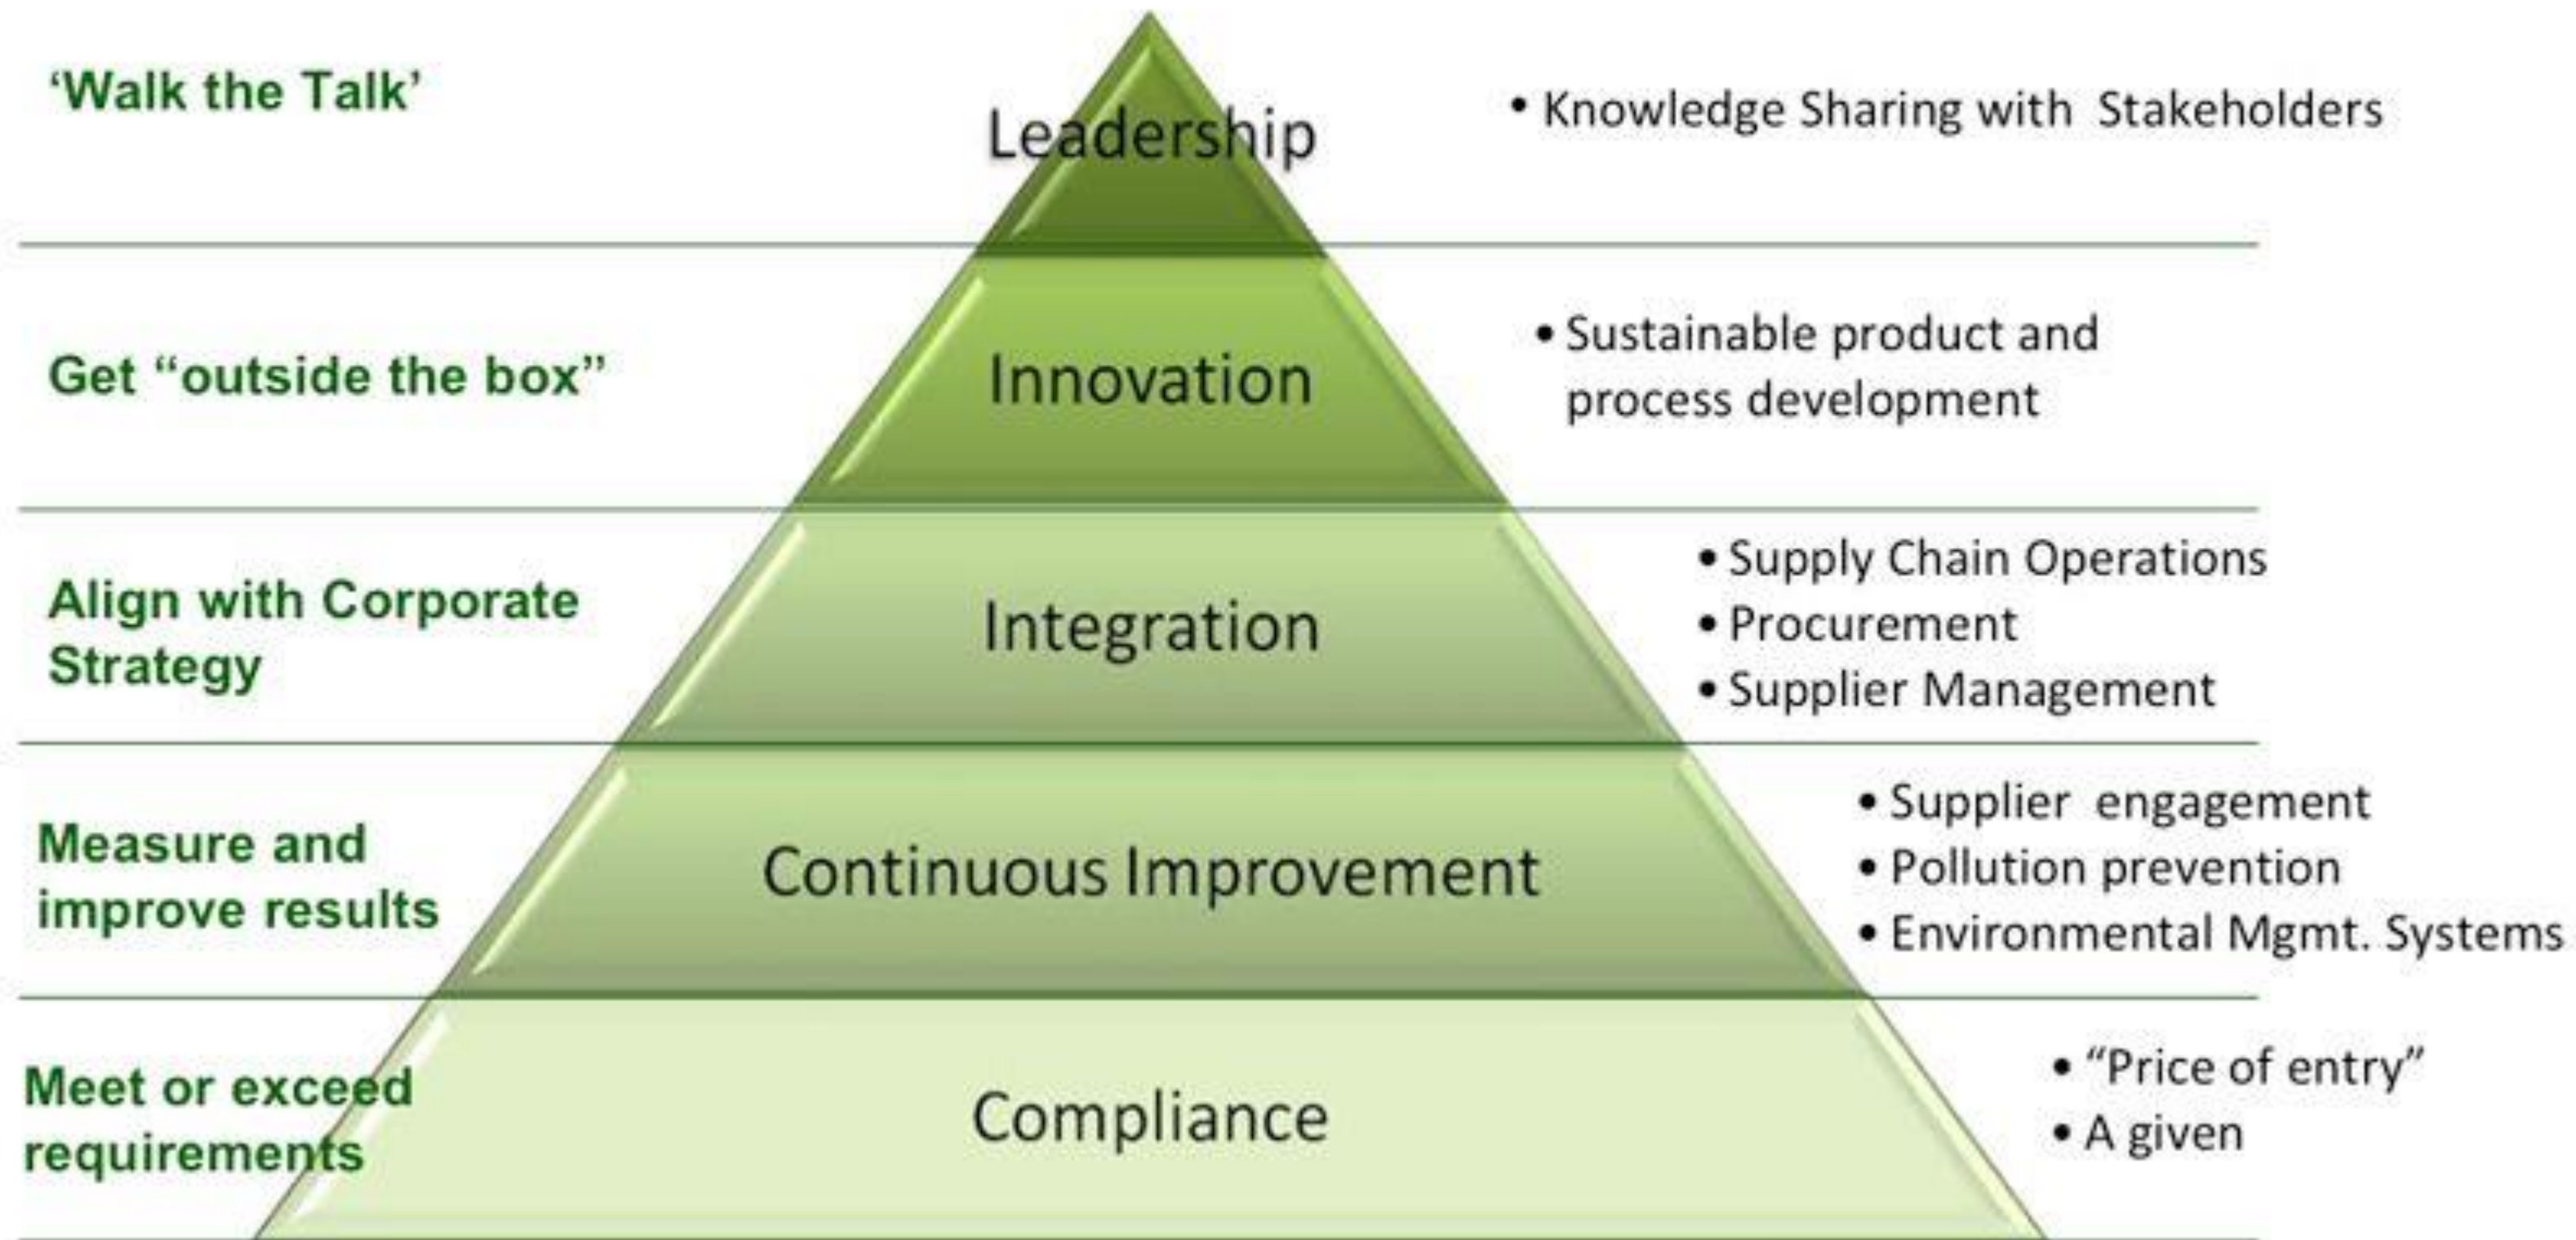 ‘Walk the Talk’
Leadership
• Knowledge Sharing with Stakeholders
Get “outside the box”
Innovation
• Sustainable product and
process development
Align with Corporate
Strategy
Integration
• Supply Chain Operations
• Procurement
• Supplier Management
Measure and
improve results
Continuous Improvement
• Supplier engagement
• Pollution prevention
• Environmental Mgmt. Systems
Meet or exceed
requirements
Compliance
• “Price of entry”
• A given